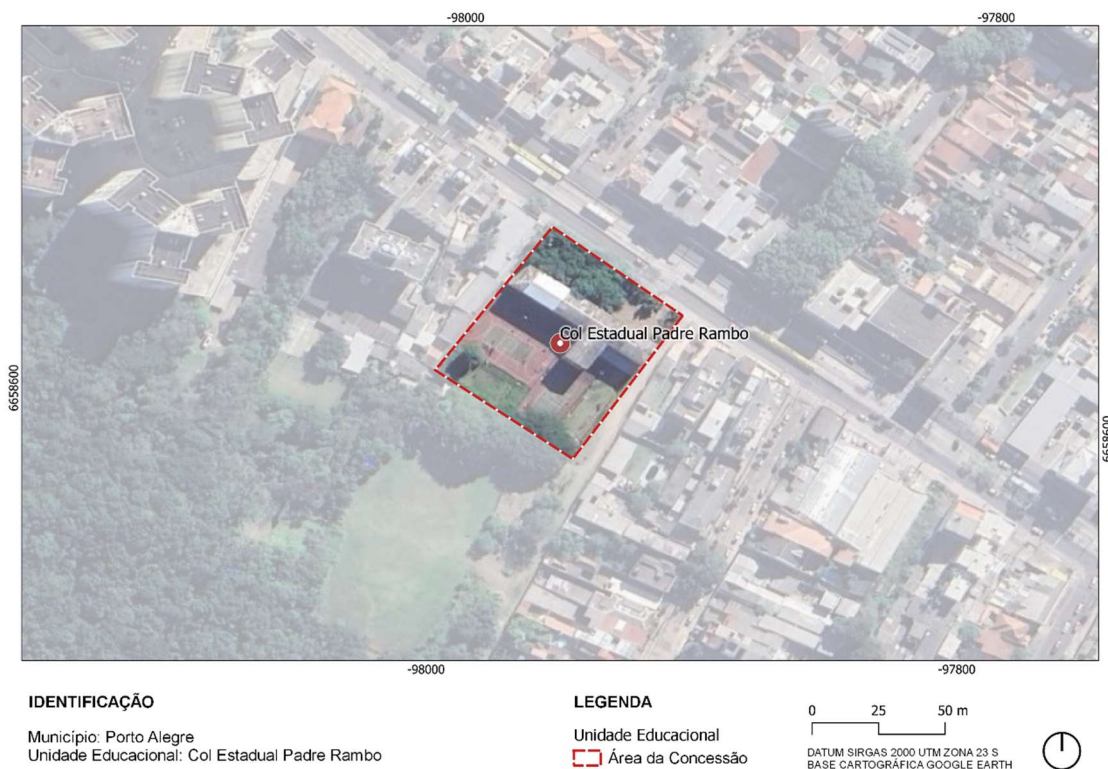 -98000
-97800
Col Estadual Padre Rambo
6658600
6658600
-98000
-97800
IDENTIFICAÇÃO
Município: Porto Alegre
Unidade Educacional: Col Estadual Padre Rambo
LEGENDA
Unidade Educacional
Área da Concessão
0 25 50 m
DATUM SIRGAS 2000 UTM ZONA 23 S
BASE CARTOGRÁFICA GOOGLE EARTH